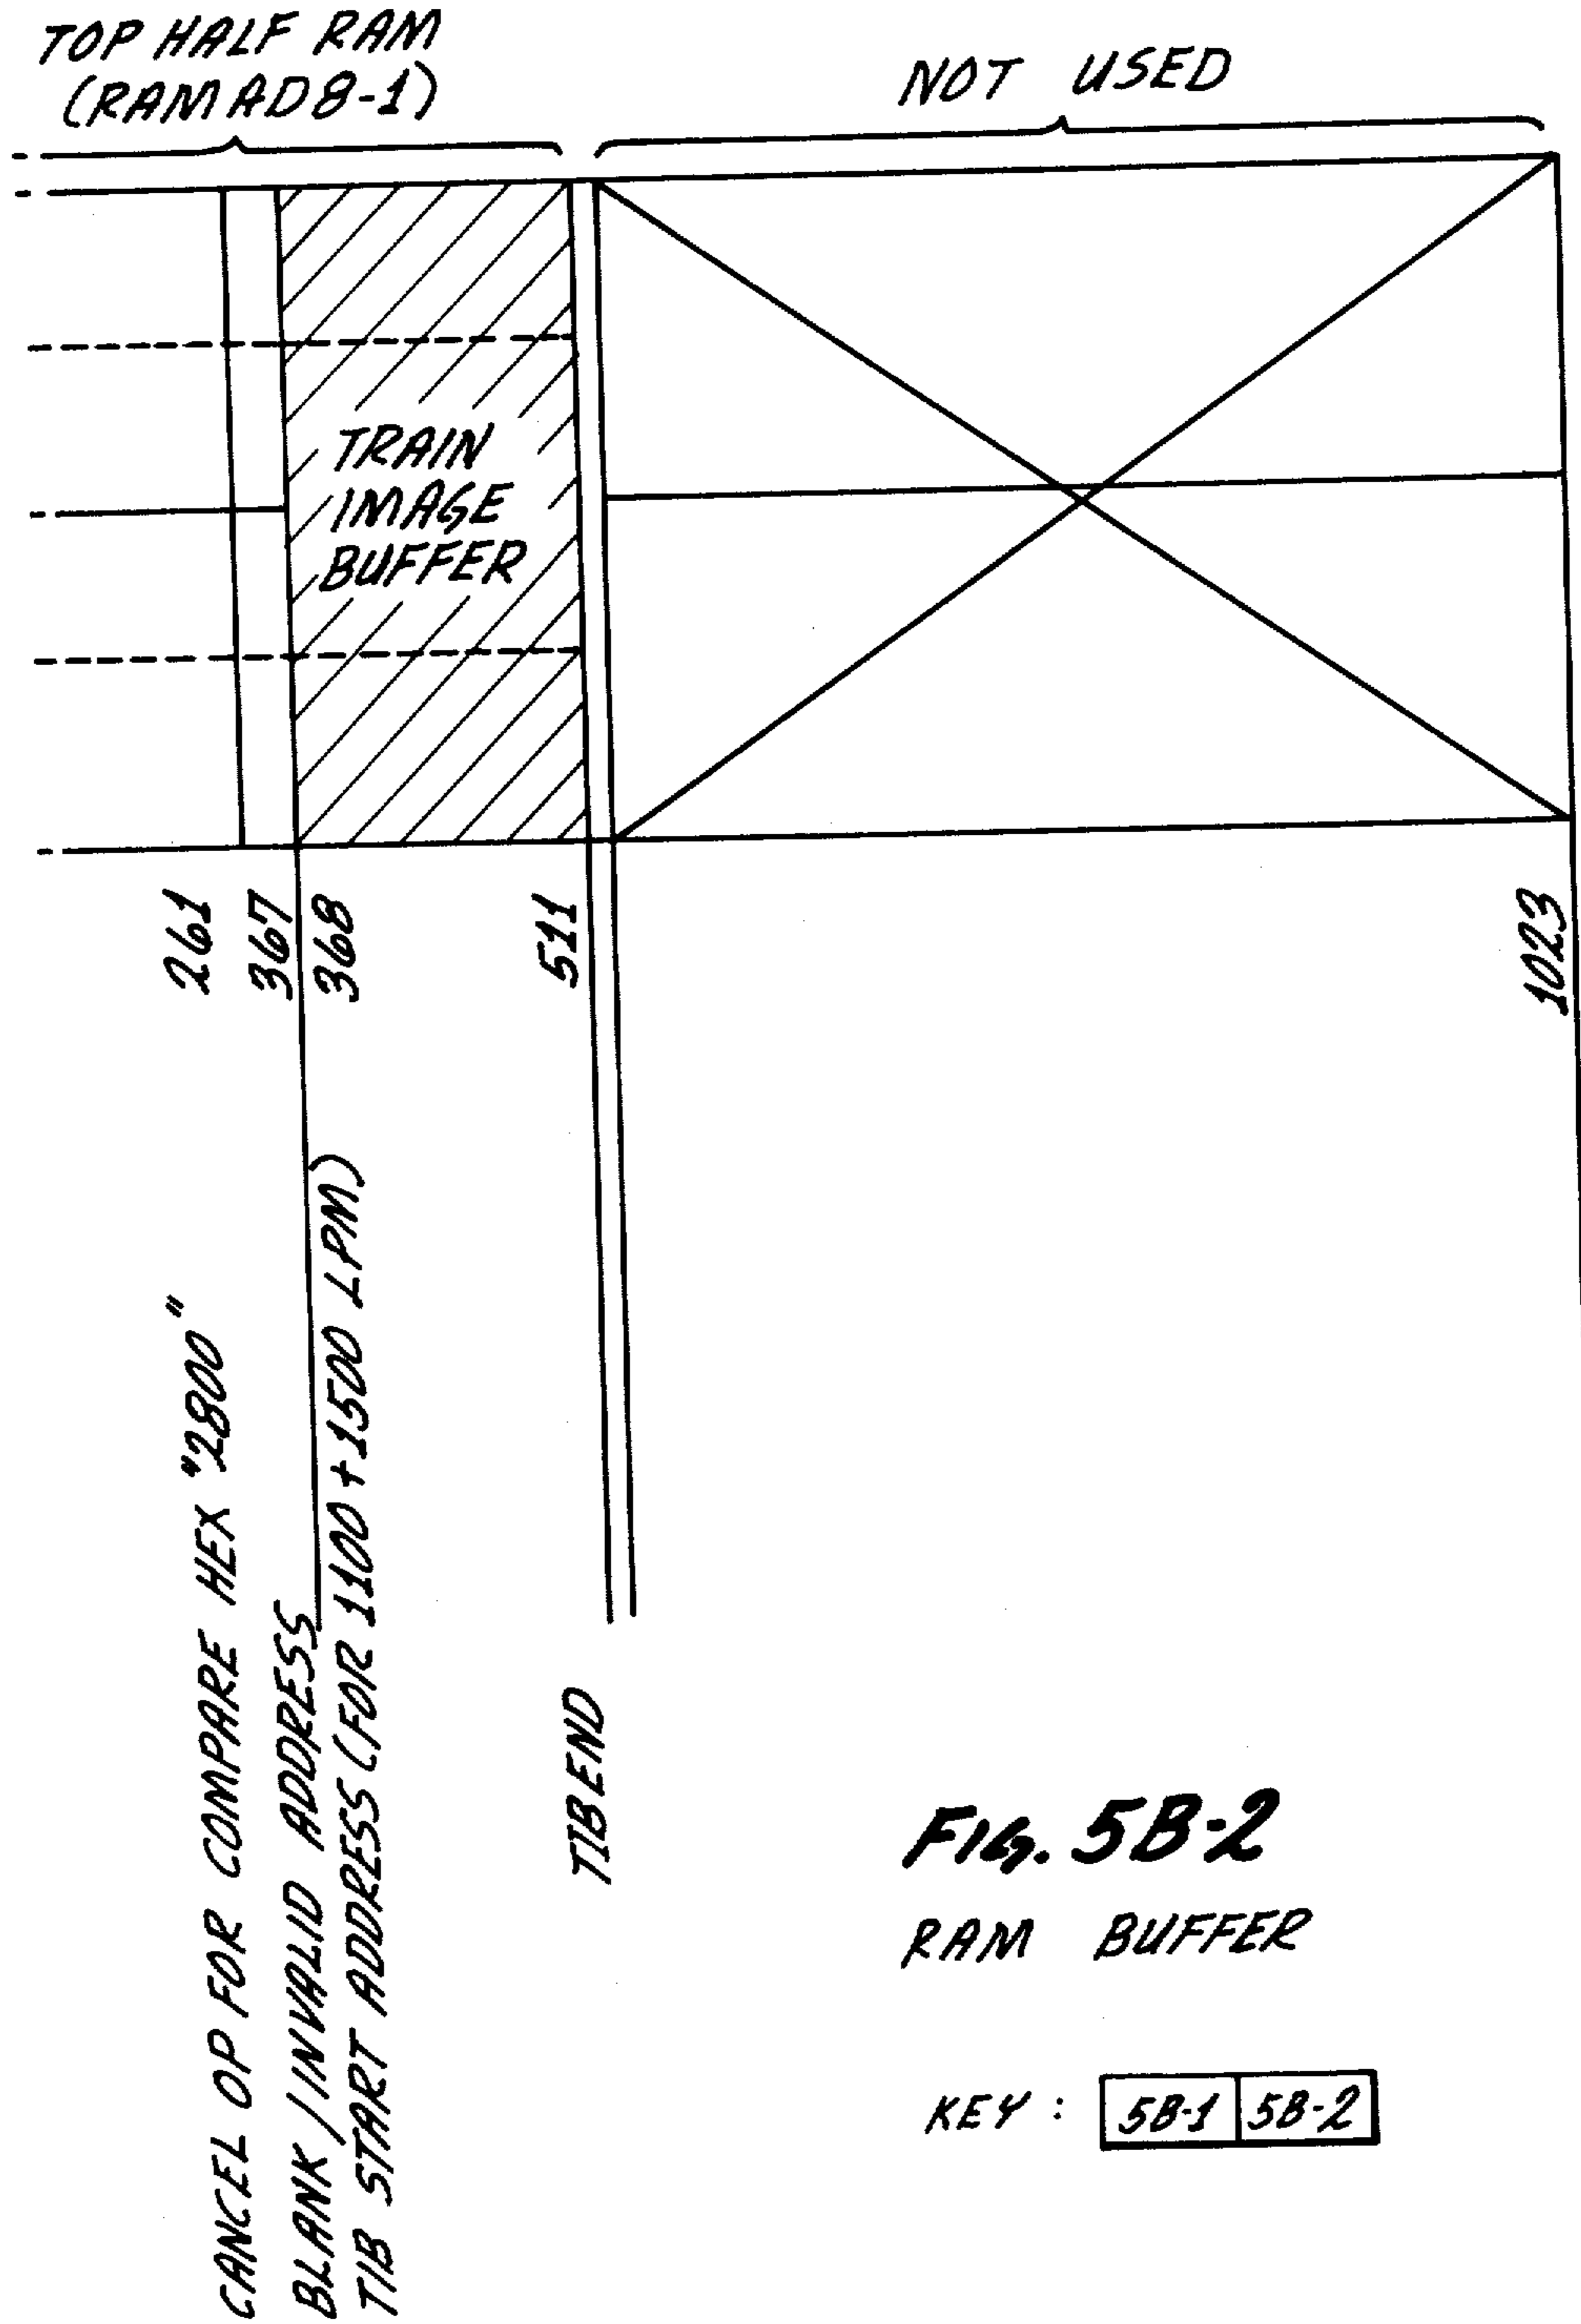 TOP HALF RAM
(RAMAD8-1)
NOT USED
TRAIN
IMAGE
BUFFER
261
367
368
511
1023
CANCEL OP FOR COMPARE HEX "2800"
BLANK/INVALID ADDRESS
TIB START ADDRESS (FOR 1100+1500 LPM)
TIB END
FIG. 5B-2
RAM BUFFER
KEY : 5B-1 5B-2